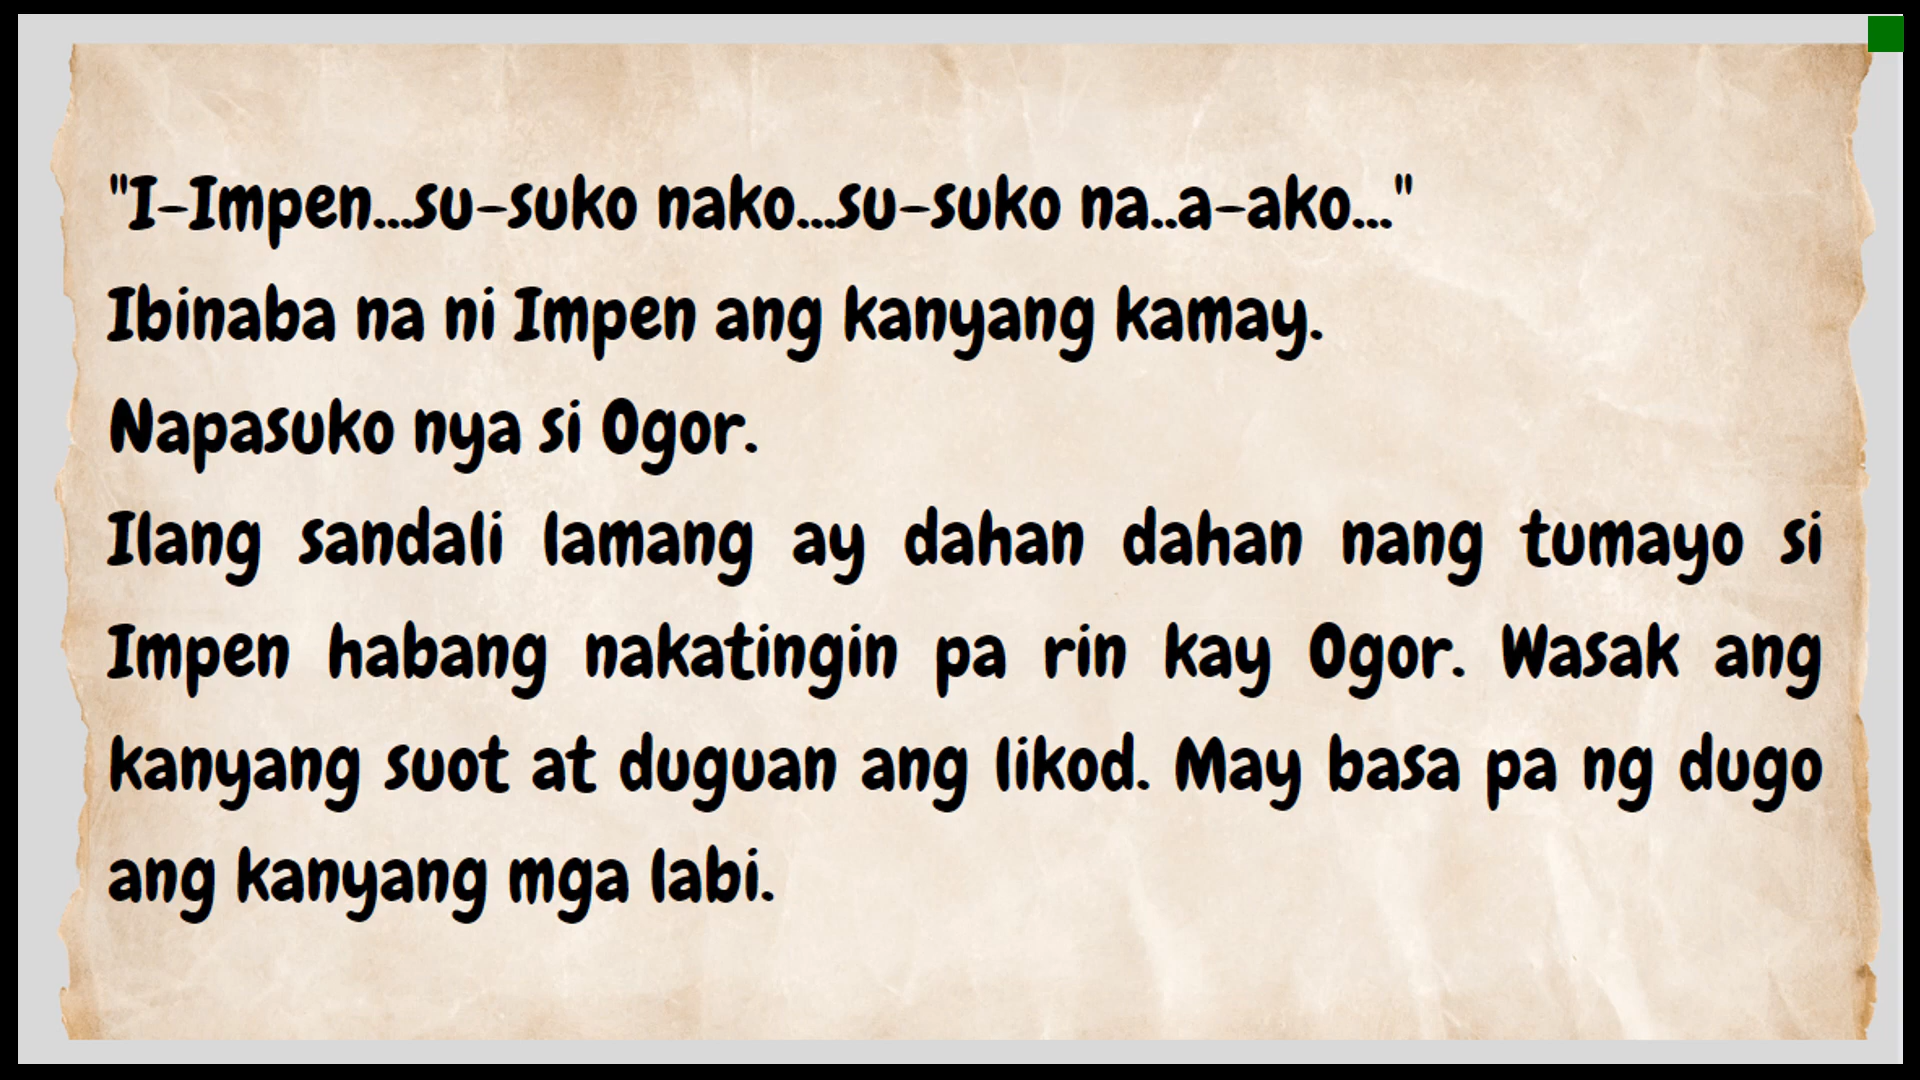 "I-Impen...su-suko nako...su-suko na..a-ako..."
Ibinaba na ni Impen ang kanyang kamay.
Napasuko nya si Ogor.
Ilang sandali lamang ay dahan dahan nang tumayo si
Impen habang nakatingin pa rin kay Ogor. Wasak ang
kanyang suot at duguan ang likod. May basa pa ng dugo
ang kanyang mga labi.